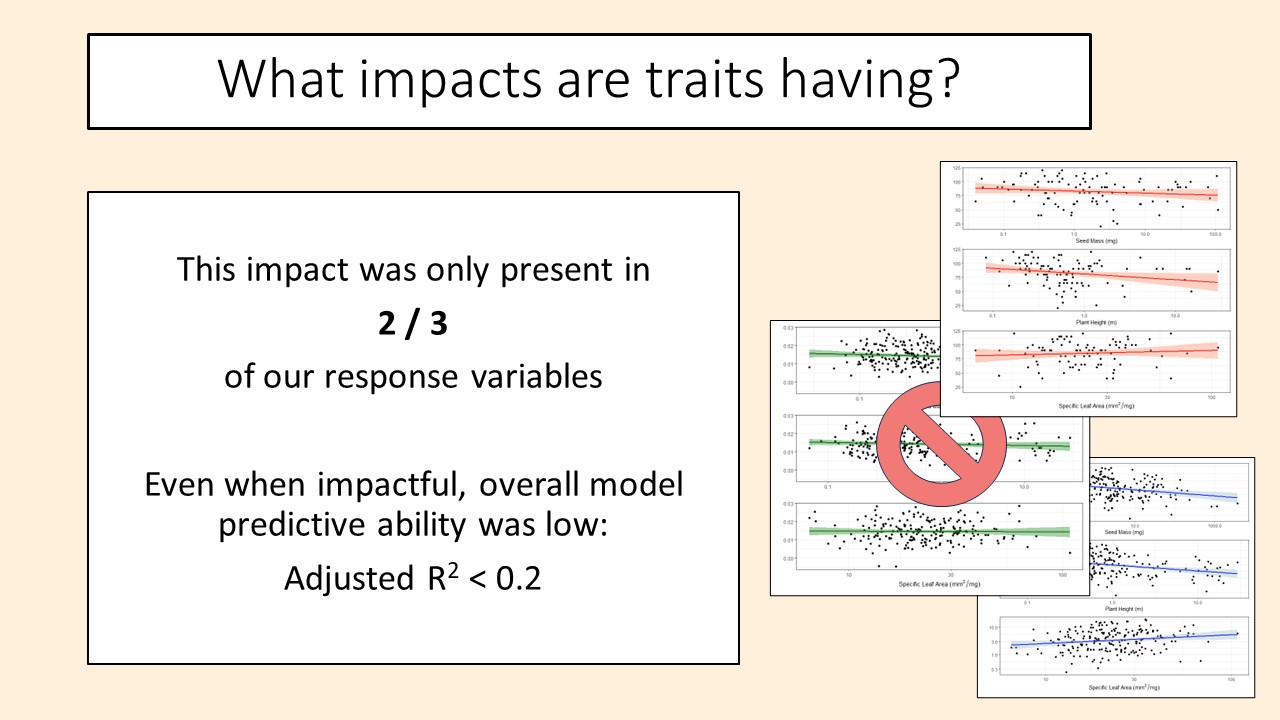 What impacts are traits having?
This impact was only present in
2 / 3
of our response variables
Even when impactful, overall model
predictive ability was low:
Adjusted R² < 0.2
125
100
75
50
25
0.1 1.0 10.0 100.0
Seed Mass (mg)
125
100
75
50
25
0.1 1.0 10.0
Plant Height (m)
125
100
75
50
25
10 30 100
Specific Leaf Area (mm²/mg)
0.03
0.02
0.01
0.00
0.1
0.03
0.02
0.01
0.00
0.1 10.0
0.03
0.02
0.01
0.00
10 30 100
Specific Leaf Area (mm²/mg)
10.0 1000.0
Seed Mass (mg)
0.1 1.0 10.0
Plant Height (m)
10.0
3.0
1.0
0.3
10 30 100
Specific Leaf Area (mm²/mg)